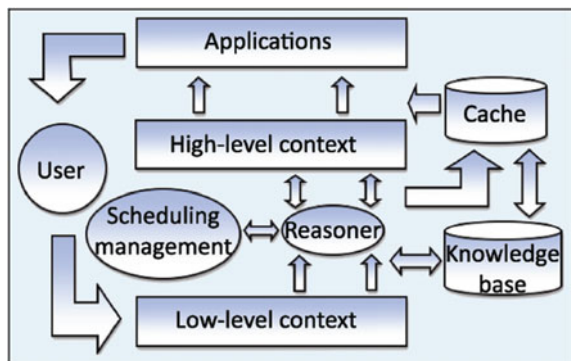 Applications
High-level context
Cache
User
Scheduling
management
Reasoner
Knowledge
base
Low-level context